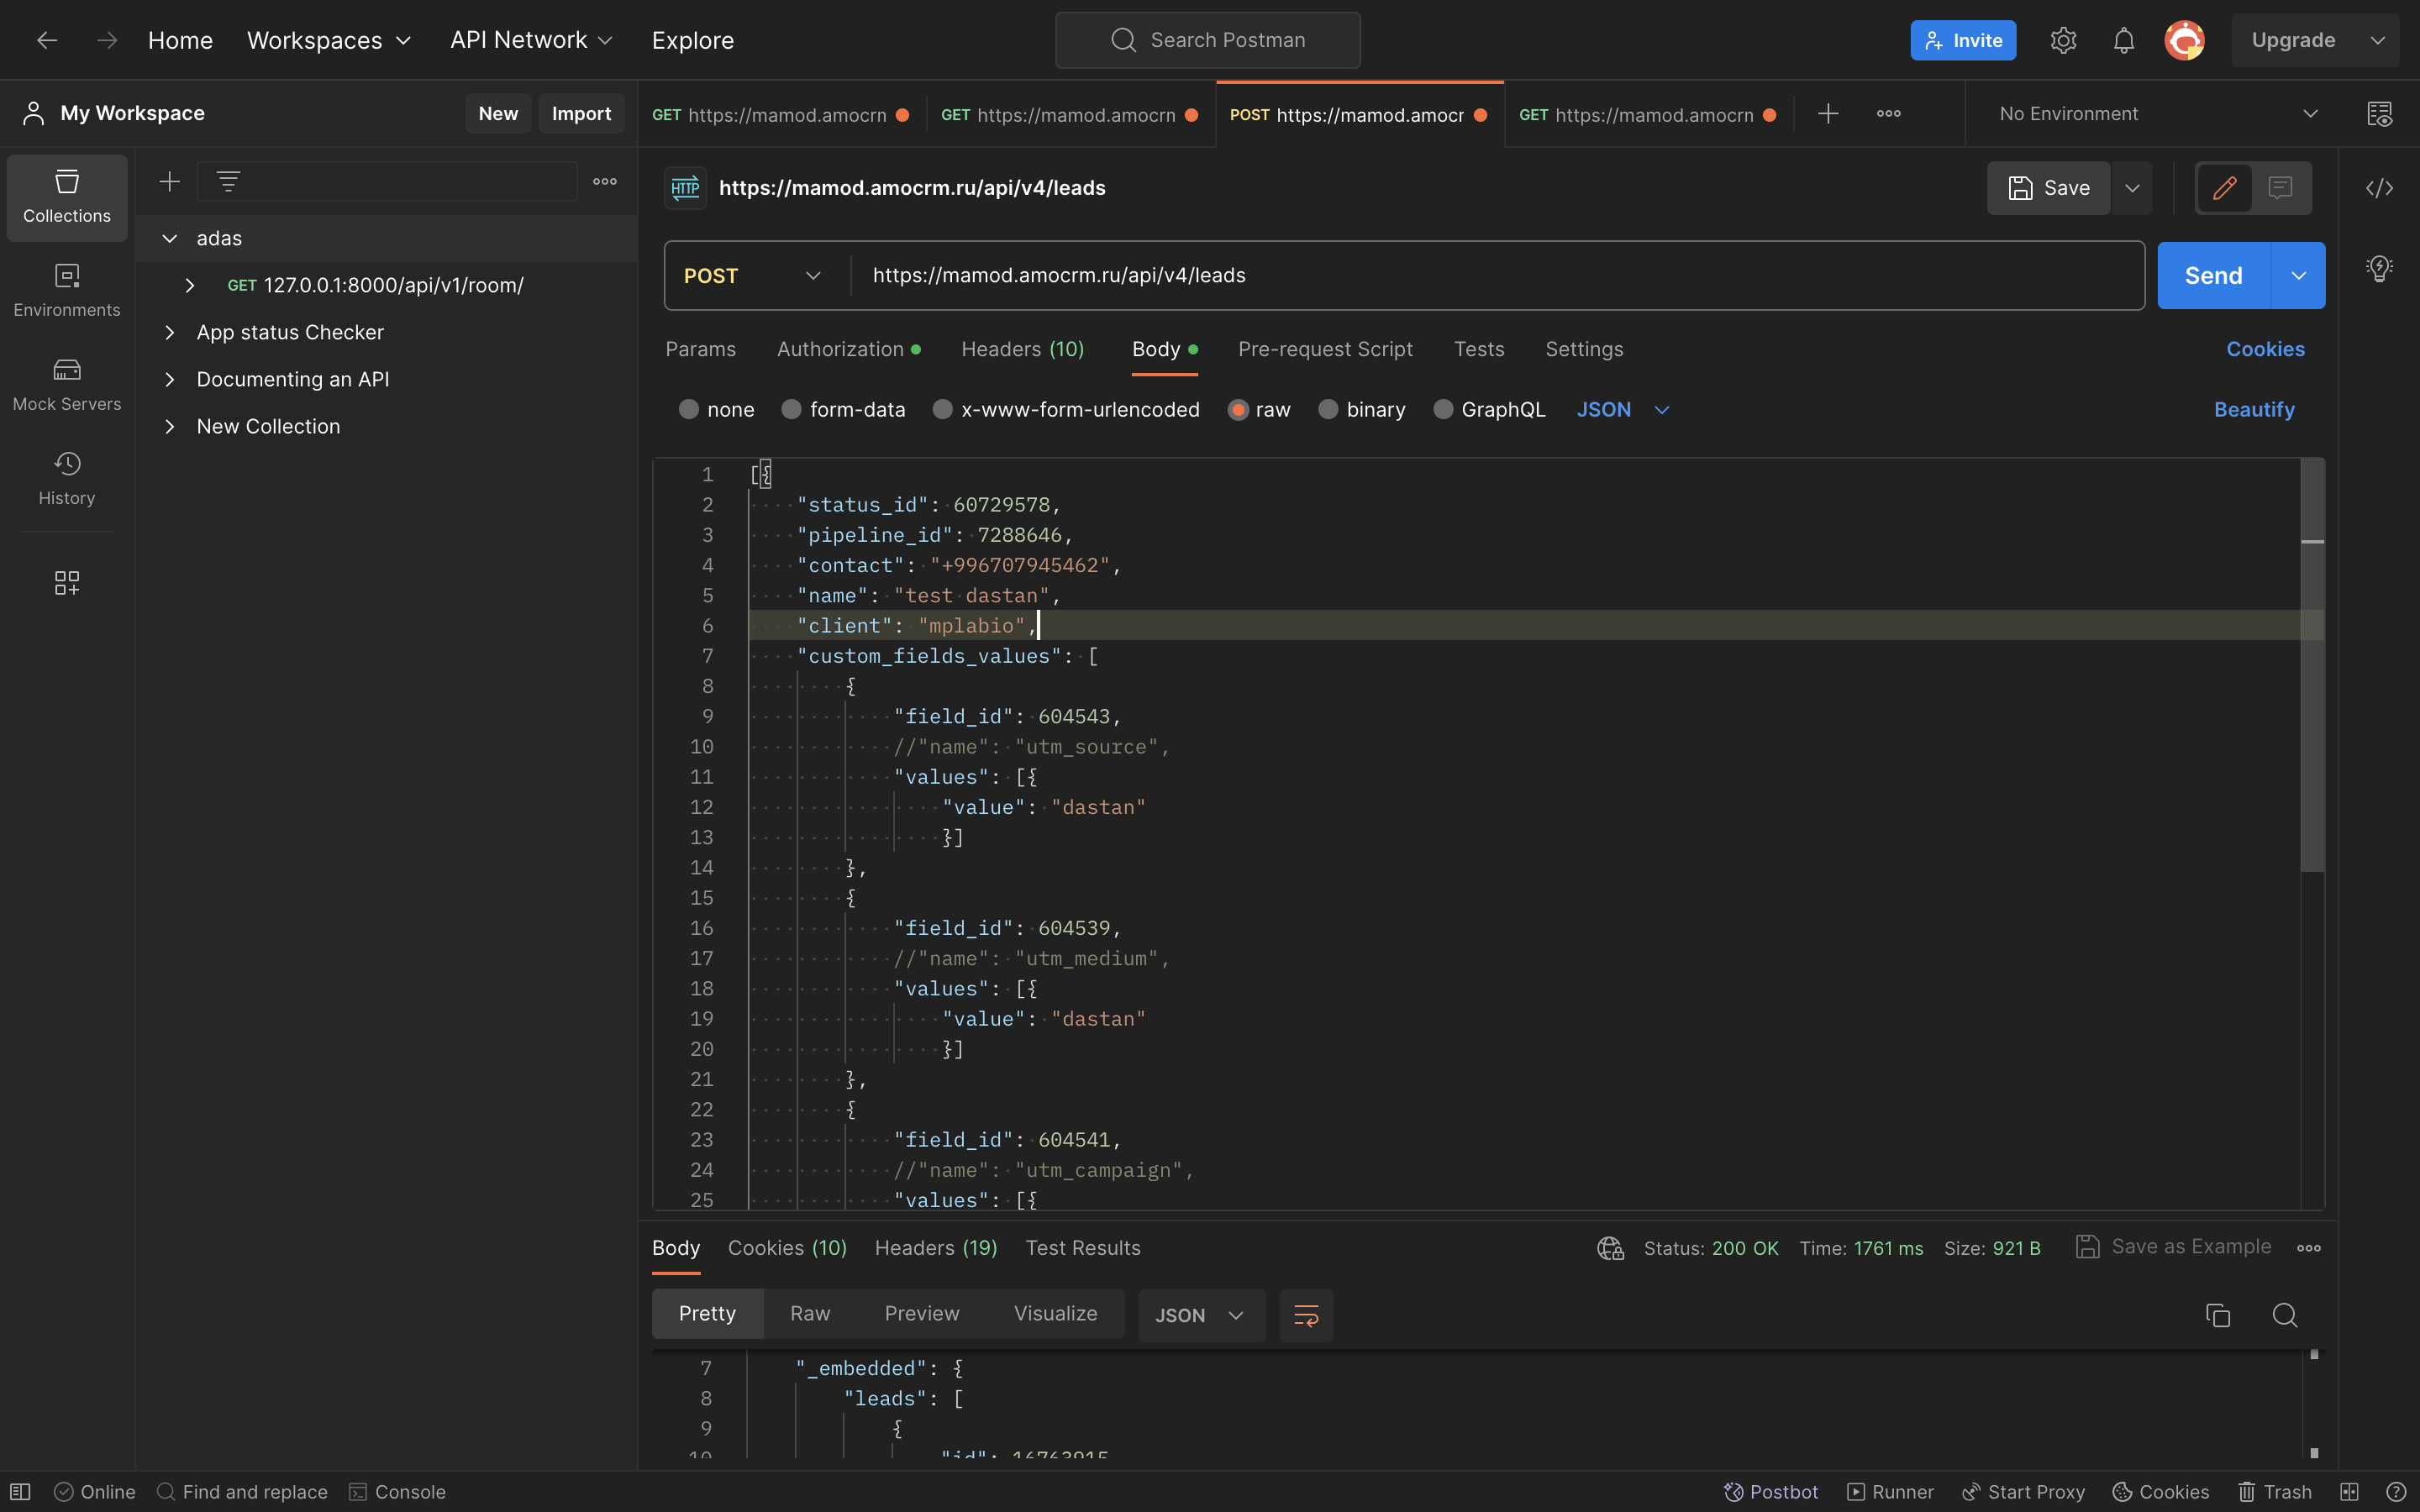 Home Workspaces API Network Explore Search Postman Invite Upgrade
My Workspace New Import
GET https://mamod.amocrn GET https://mamod.amocrn POST https://mamod.amocr GET https://mamod.amocrn No Environment
Collections
Environments
Mock Servers
History
adas
GET 127.0.0.1:8000/api/v1/room/
App status Checker
Documenting an API
New Collection
HTTP https://mamod.amocrm.ru/api/v4/leads Save
POST https://mamod.amocrm.ru/api/v4/leads Send
Params Authorization Headers (10) Body Pre-request Script Tests Settings Cookies
none form-data x-www-form-urlencoded raw binary GraphQL JSON Beautify
1 [{
2 "status_id": 60729578,
3 "pipeline_id": 7288646,
4 "contact": "+996707945462",
5 "name": "test dastan",
6 "client": "mplabio",
7 "custom_fields_values": [
8 {
9 "field_id": 604543,
10 //"name": "utm_source",
11 "values": [{
12 "value": "dastan"
13 }]
14 },
15 {
16 "field_id": 604539,
17 //"name": "utm_medium",
18 "values": [{
19 "value": "dastan"
20 }]
21 },
22 {
23 "field_id": 604541,
24 //"name": "utm_campaign",
25 "values": [{
Body Cookies (10) Headers (19) Test Results Status: 200 OK Time: 1761 ms Size: 921 B Save as Example
Pretty Raw Preview Visualize JSON
7 "_embedded": {
8 "leads": [
9 {
10 "id": 16763915
Online Find and replace Console Postbot Runner Start Proxy Cookies Trash